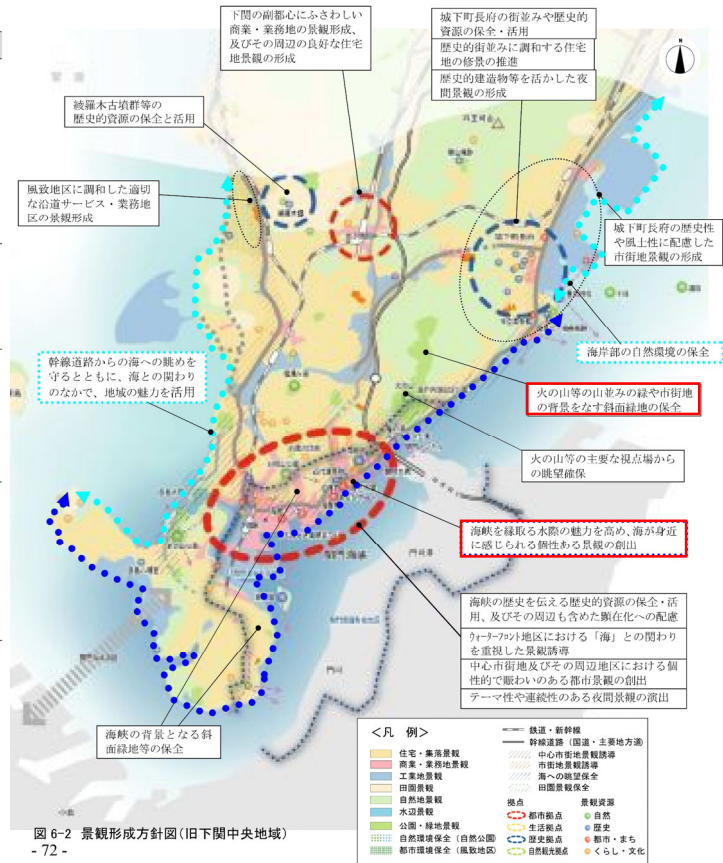 下関の副都心にふさわしい
商業・業務地の景観形成、
及びその周辺の良好な住宅
地景観の形成
城下町長府の街並みや歴史的
資源の保全・活用
歴史的街並みに調和する住宅
地の修景の推進
歴史的建造物等を活かした夜
間景観の形成
綾羅木古墳群等の
歴史的資源の保全と活用
風致地区に調和した適切
な沿道サービス・業務地
区の景観形成
城下町長府の歴史性
や風土性に配慮した
市街地景観の形成
海岸部の自然環境の保全
幹線道路からの海への眺めを
守るとともに、海との関わり
のなかで、地域の魅力を活用
火の山等の山並みの緑や市街地
の背景をなす斜面緑地の保全
火の山等の主要な視点場から
の眺望確保
海峡を縁取る水際の魅力を高め、海が身近
に感じられる個性ある景観の創出
海峡の歴史を伝える歴史的資源の保全・活
用、及びその周辺も含めた顕在化への配慮
ウォーターフロント地区における「海」との関わり
を重視した景観誘導
中心市街地及びその周辺地区における個
性的で賑わいのある都市景観の創出
テーマ性や連続性のある夜間景観の演出
海峡の背景となる斜
面緑地等の保全
城下町長府
関門海峡
＜凡 例＞
住宅・集落景観
商業・業務地景観
工業地景観
田園景観
自然地景観
水辺景観
公園・緑地景観
自然環境保全（自然公園）
都市環境保全（風致地区）
鉄道・新幹線
幹線道路（国道・主要地方道）
中心市街地景観誘導
市街地景観誘導
海への眺望保全
田園景観保全
拠点
都市拠点
生活拠点
歴史拠点
自然観光拠点
景観資源
自然
歴史
都市・まち
くらし・文化
図 6-2 景観形成方針図(旧下関中央地域)
- 72 -